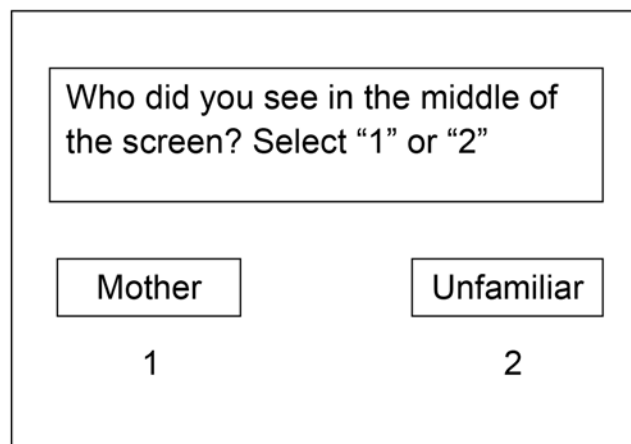 Who did you see in the middle of
the screen? Select “1” or “2”
Mother
Unfamiliar
1
2